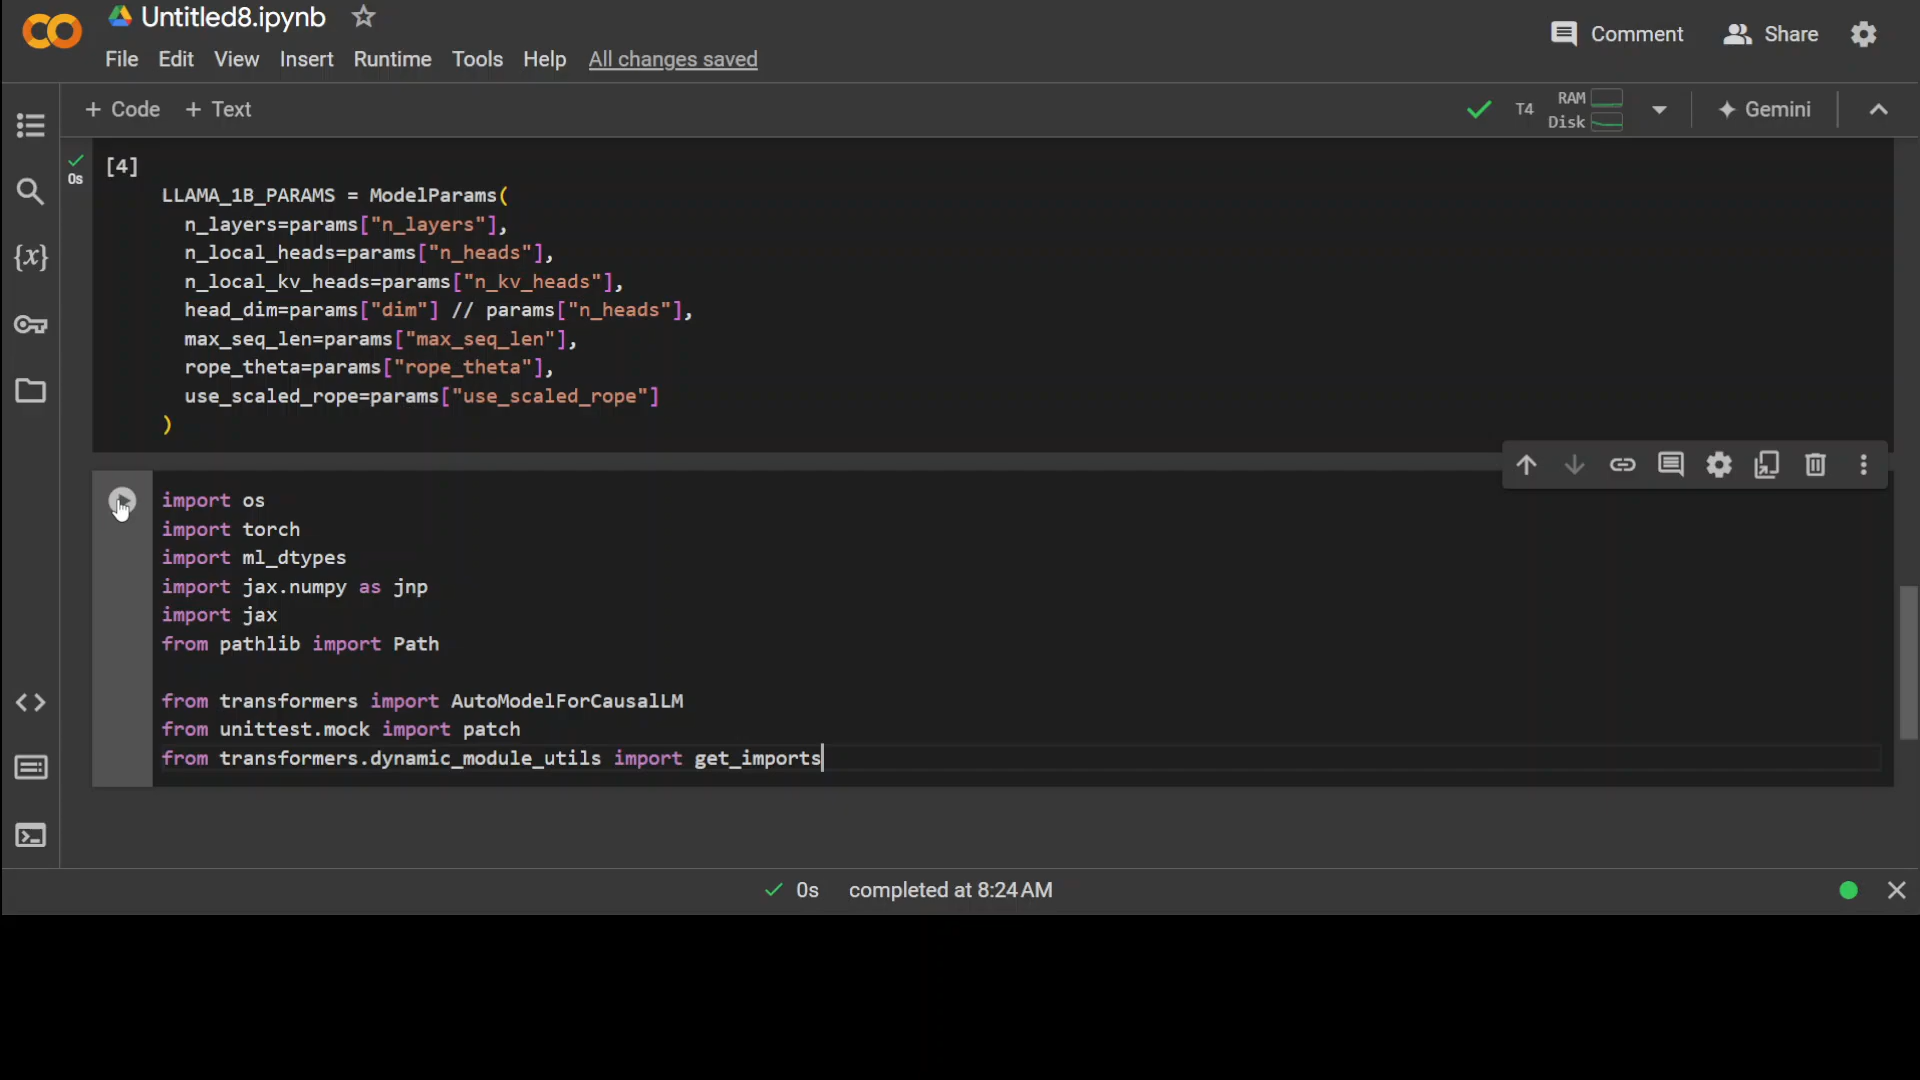 Untitled8.ipynb
Comment
Share
File Edit View Insert Runtime Tools Help All changes saved
+ Code + Text
T4
RAM
Disk
Gemini
0s
[4]
LLAMA_1B_PARAMS = ModelParams(
n_layers=params["n_layers"],
n_local_heads=params["n_heads"],
n_local_kv_heads=params["n_kv_heads"],
head_dim=params["dim"] // params["n_heads"],
max_seq_len=params["max_seq_len"],
rope_theta=params["rope_theta"],
use_scaled_rope=params["use_scaled_rope"]
)
{x}
import os
import torch
import ml_dtypes
import jax.numpy as jnp
import jax
from pathlib import Path
from transformers import AutoModelForCausalLM
from unittest.mock import patch
from transformers.dynamic_module_utils import get_imports
0s completed at 8:24 AM